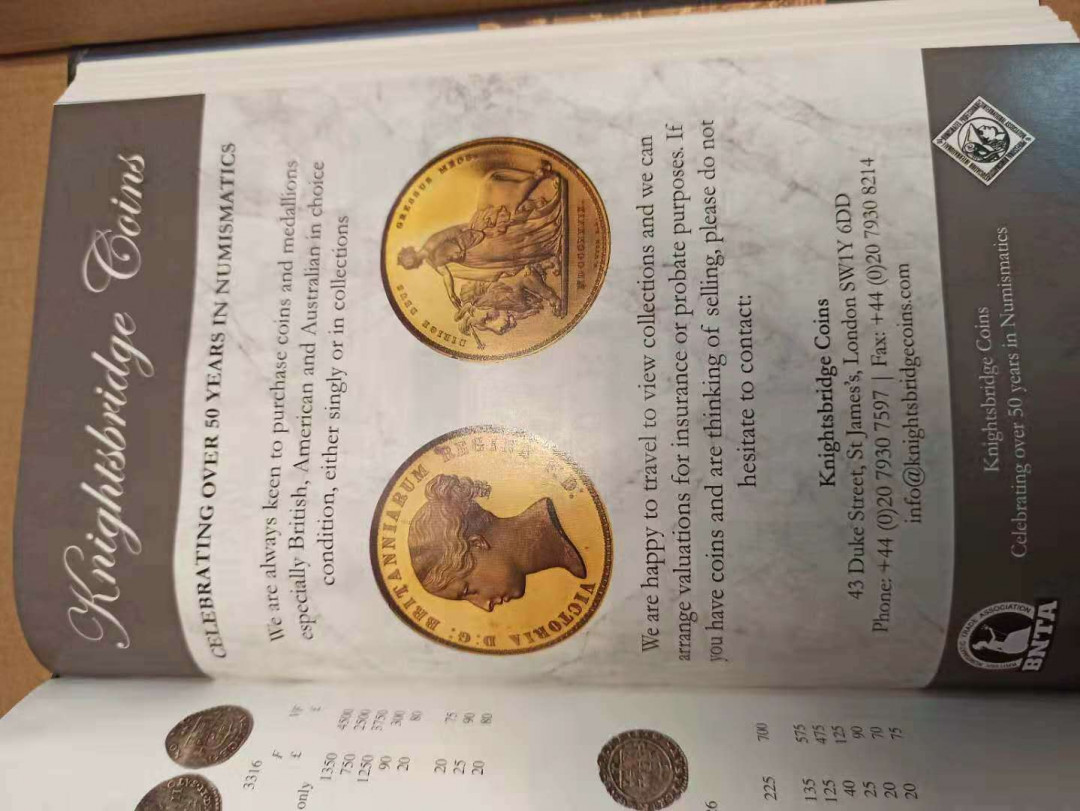 Knightsbridge Coins
CELEBRATING OVER 50 YEARS IN NUMISMATICS
We are always keen to purchase coins and medallions
especially British, American and Australian in choice
condition, either singly or in collections
VICTORIA D: G: BRITANNIARUM REGINA F.D.
DIRIGE DEUS GRESSUS MEOS
MDCCCXXXIX
We are happy to travel to view collections and we can
arrange valuations for insurance or probate purposes. If
you have coins and are thinking of selling, please do not
hesitate to contact:
Knightsbridge Coins
43 Duke Street, St James's, London SW1Y 6DD
Phone: +44 (0)20 7930 7597 | Fax: +44 (0)20 7930 8214
info@knightsbridgecoins.com
Knightsbridge Coins
Celebrating over 50 years in Numismatics
BNTA
3316
F
only £ £
1350 4500
750 2500
1250 3750
90 300
20 80
20 75
25 90
20 80
225 700
135 575
125 475
40 125
25 90
20 70
20 75